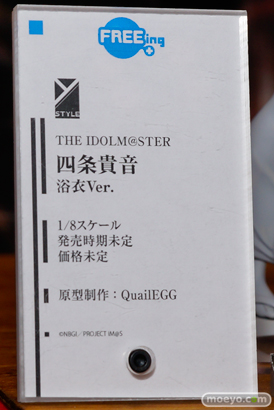 FREEing
Y
STYLE
THE IDOLM@STER
四条貴音
浴衣Ver.
1/8スケール
発売時期未定
価格未定
原型制作：QuailEGG
©NBGI／PROJECT IM@S
moeyo.com